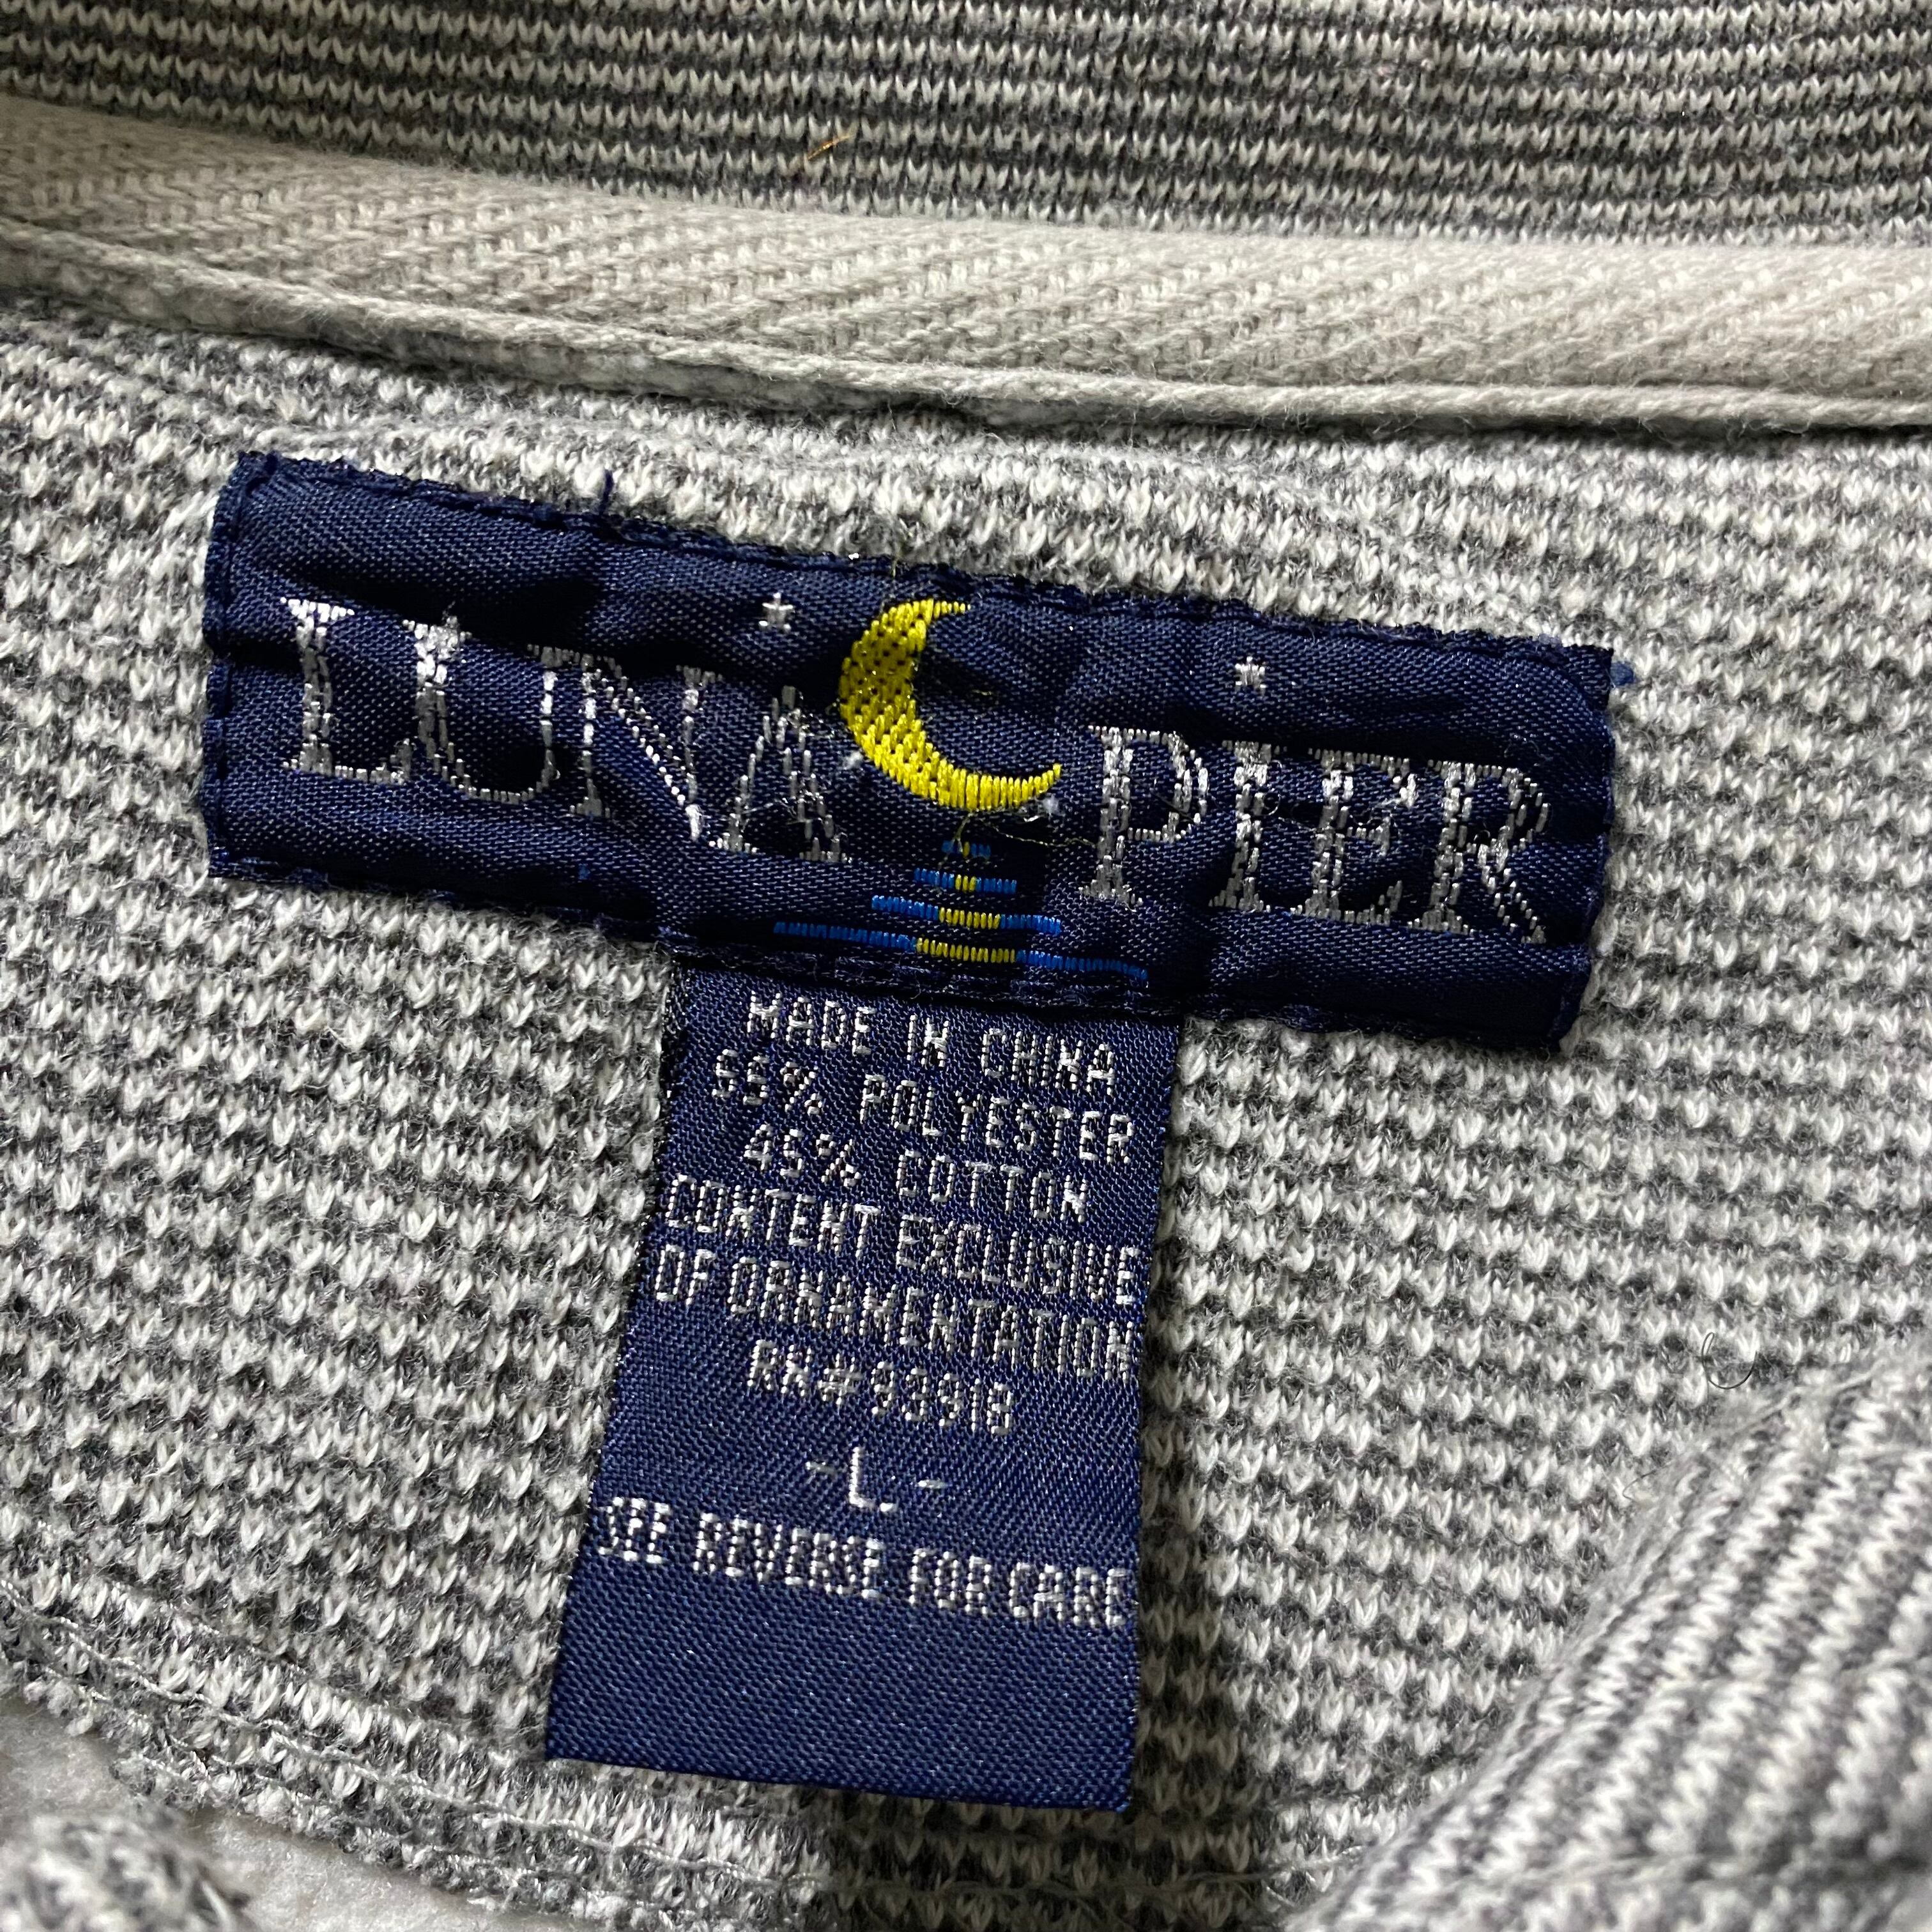 LUNA PIER
MADE IN CHINA
55% POLYESTER
45% COTTON
CONTENT EXCLUSIVE
OF ORNAMENTATION
RN#93918
-L-
SEE REVERSE FOR CARE